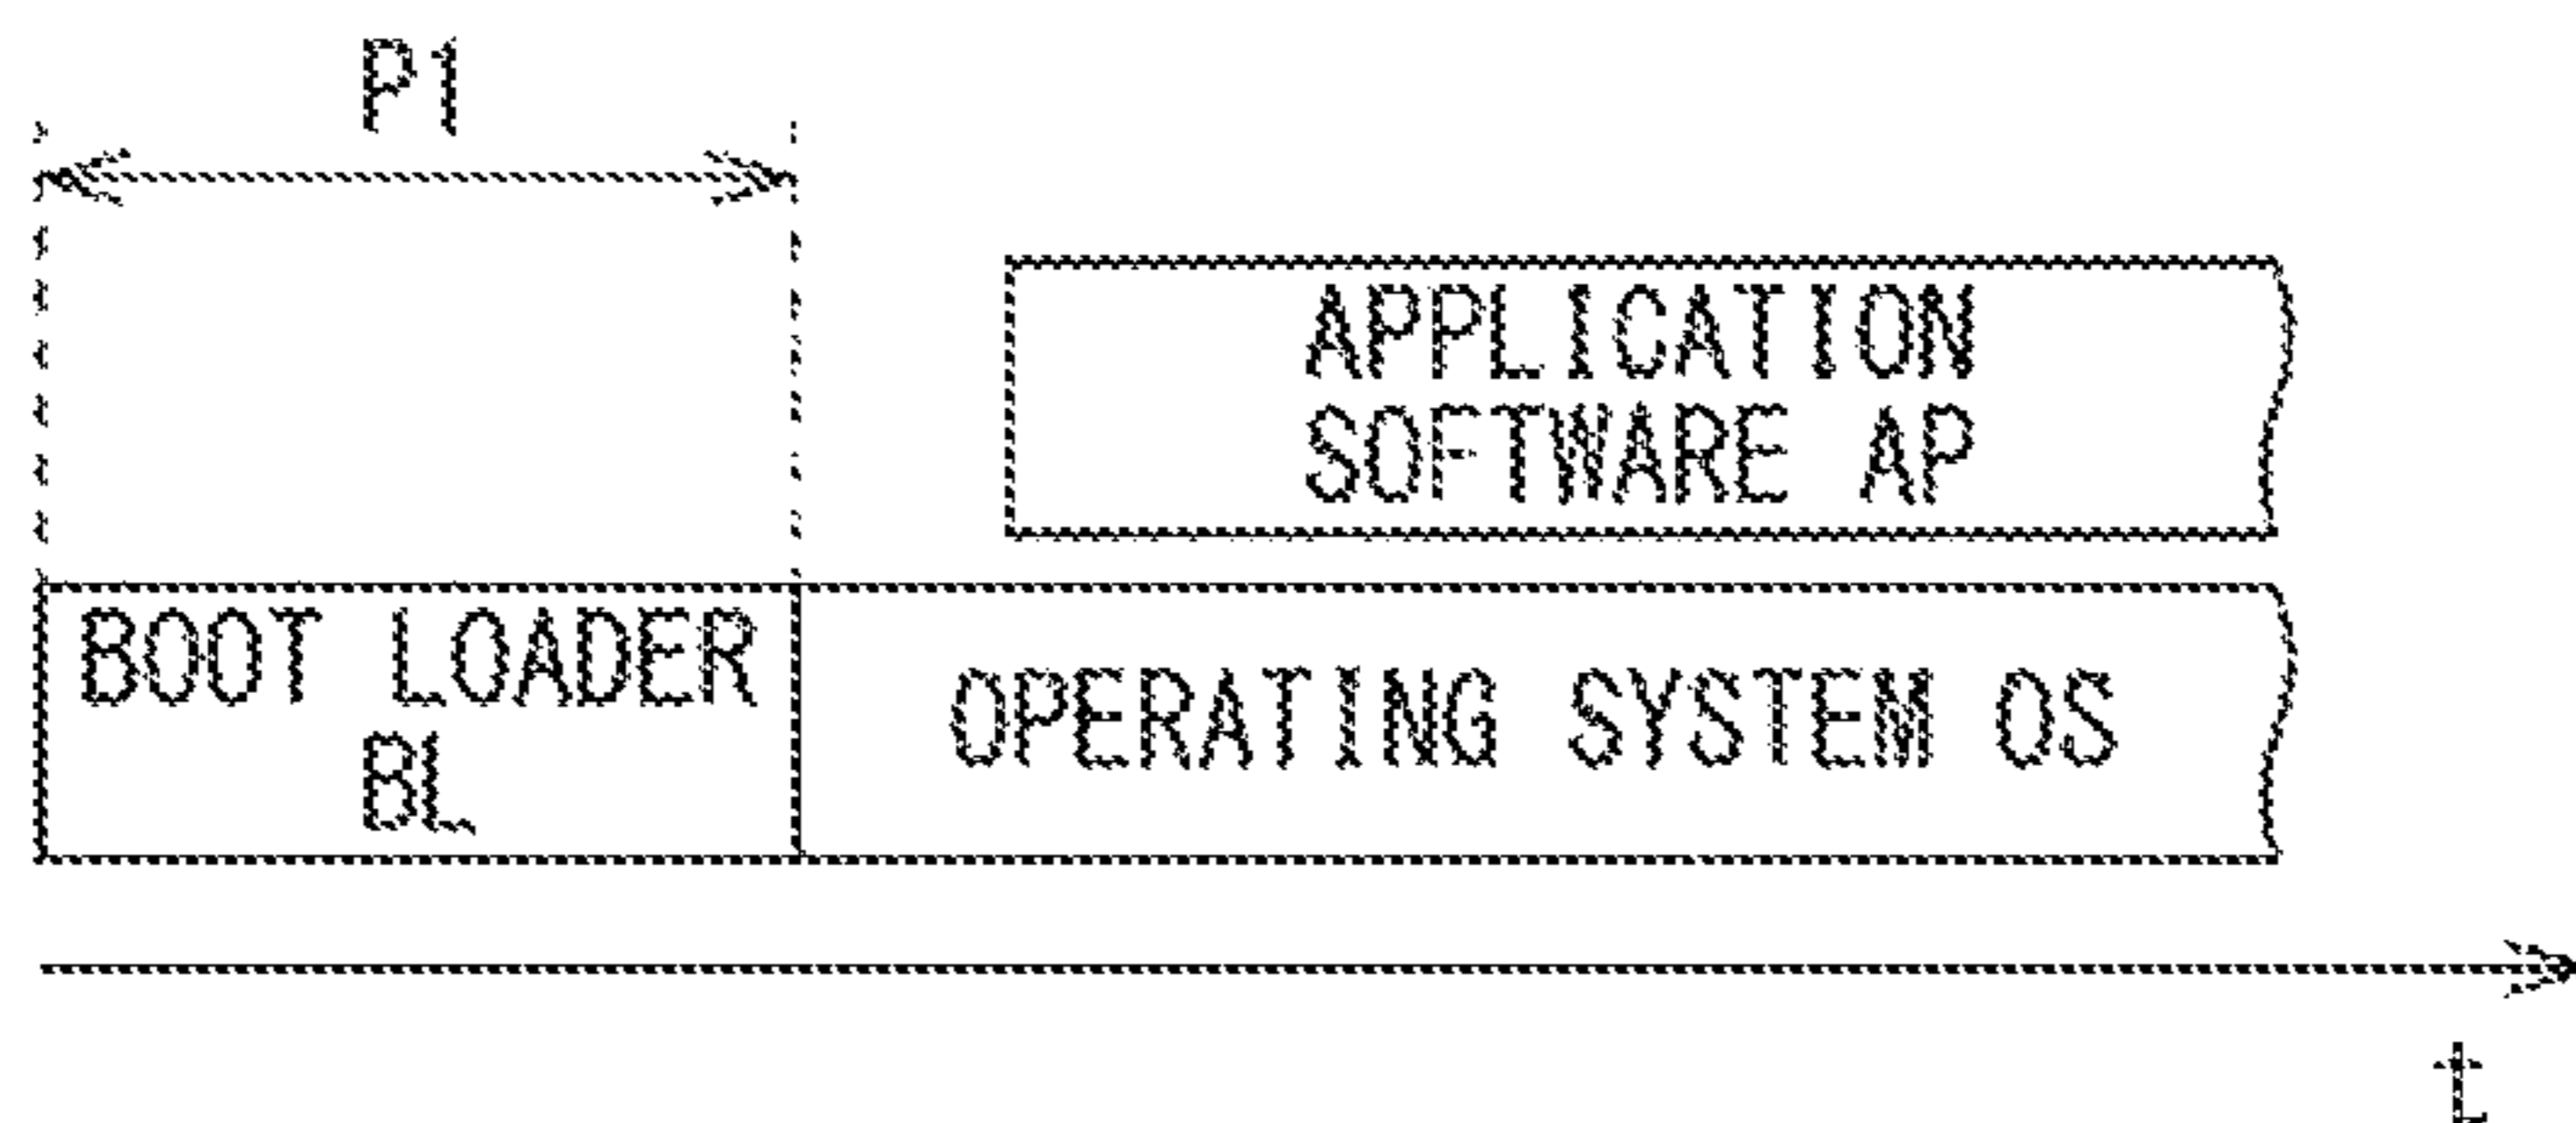 P1
APPLICATION
SOFTWARE AP
BOOT LOADER
BL
OPERATING SYSTEM OS
t